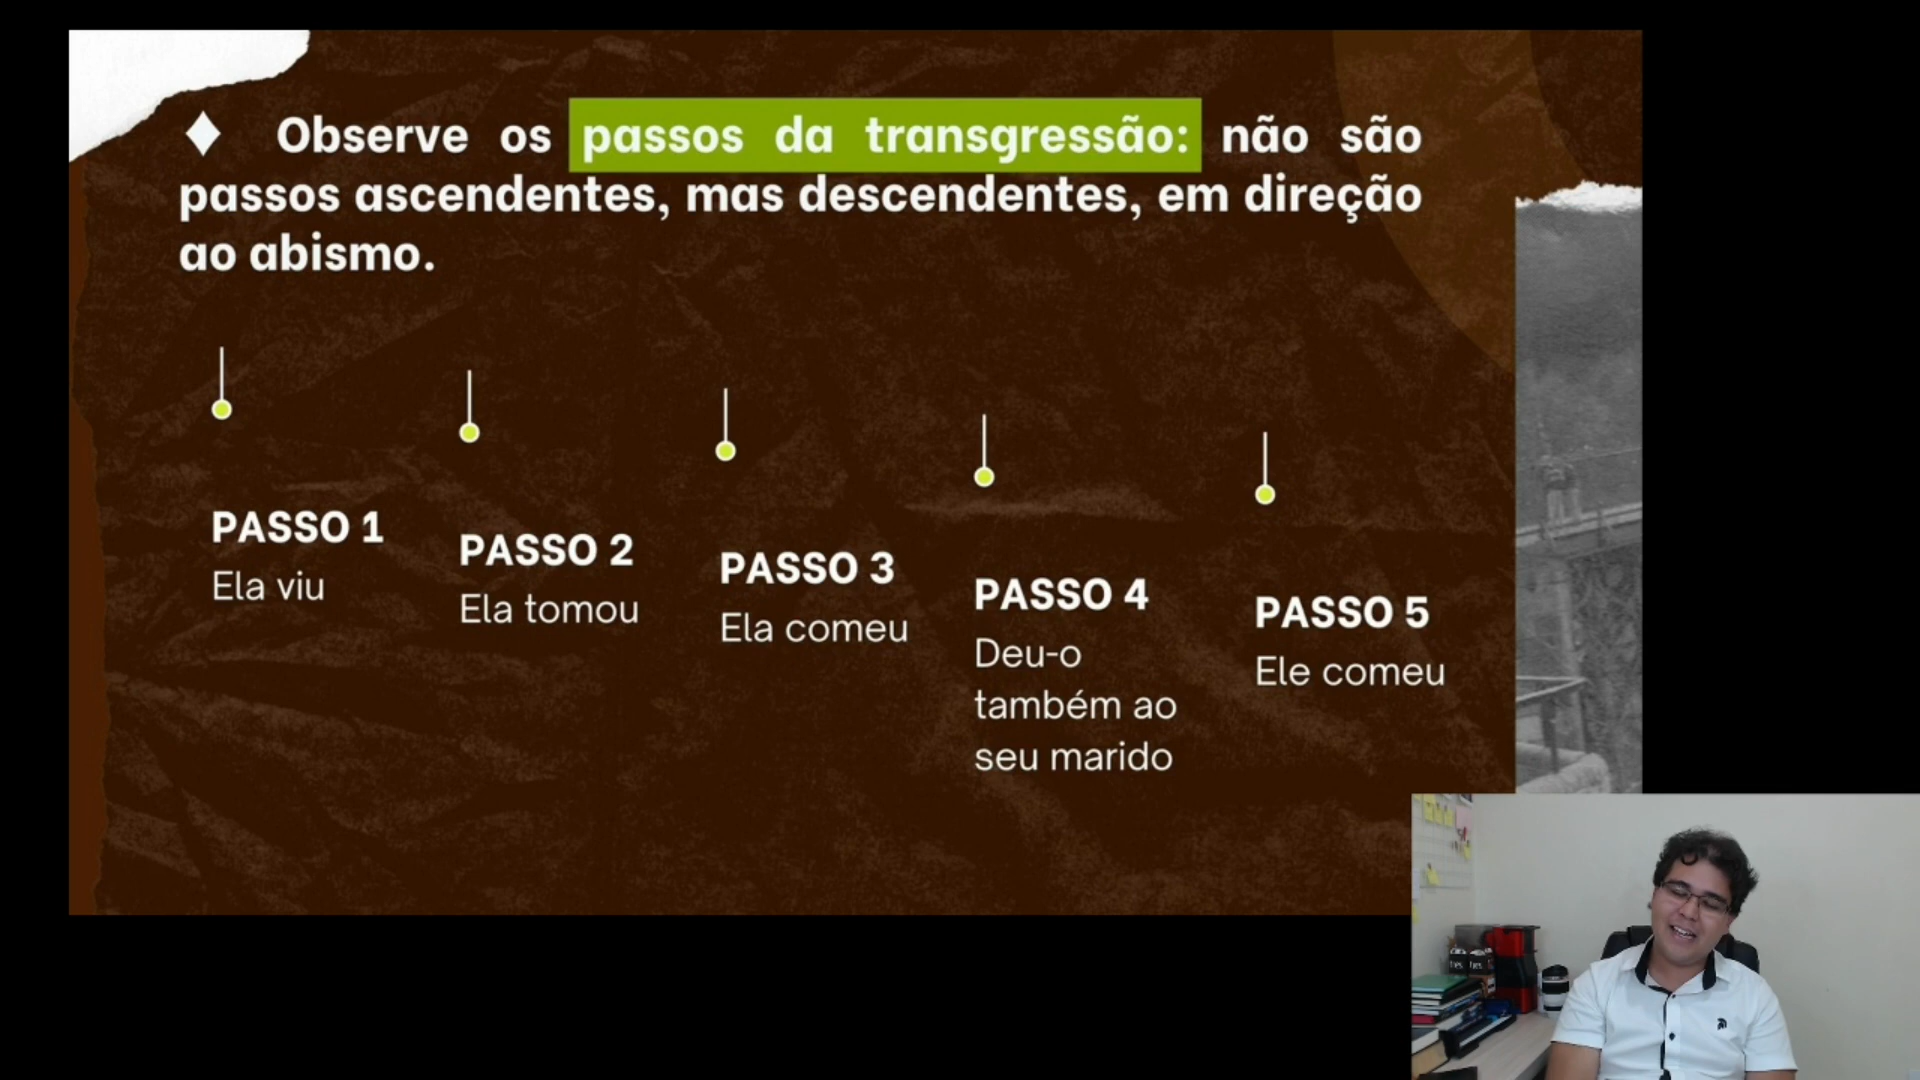 ♦ Observe os passos da transgressão: não são
passos ascendentes, mas descendentes, em direção
ao abismo.
PASSO 1
Ela viu
PASSO 2
Ela tomou
PASSO 3
Ela comeu
PASSO 4
Deu-o
também ao
seu marido
PASSO 5
Ele comeu